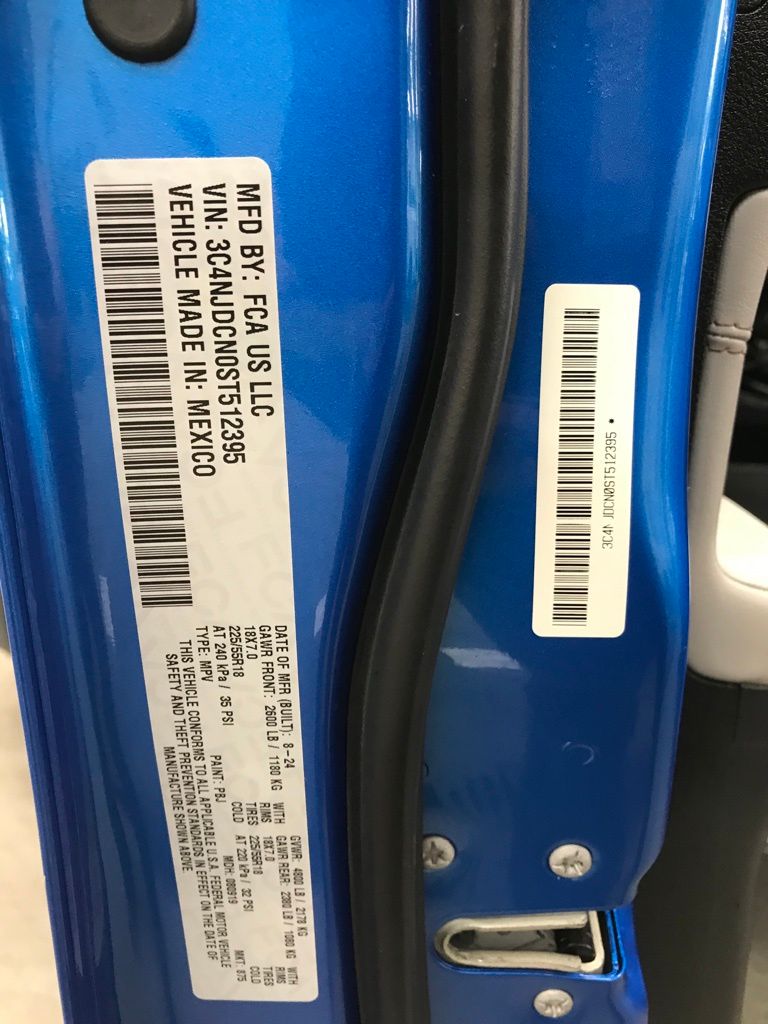 MFD BY: FCA US LLC
VIN: 3C4NJDCN0ST512395
VEHICLE MADE IN: MEXICO
DATE OF MFR (BUILT): 8-24 GVWR: 4800 LB / 2178 KG
GAWR FRONT: 2600 LB / 1180 KG WITH GAWR REAR: 2380 LB / 1080 KG WITH
18X7.0 RIMS 18X7.0 RIMS
225/55R18 TIRES 225/55R18 TIRES
AT 240 kPa / 35 PSI COLD AT 220 kPa / 32 PSI COLD
TYPE: MPV PAINT: PBJ MDH: 080919 MKT: 875
THIS VEHICLE CONFORMS TO ALL APPLICABLE U.S.A. FEDERAL MOTOR VEHICLE
SAFETY AND THEFT PREVENTION STANDARDS IN EFFECT ON THE DATE OF
MANUFACTURE SHOWN ABOVE.
3C4NJDCN0ST512395